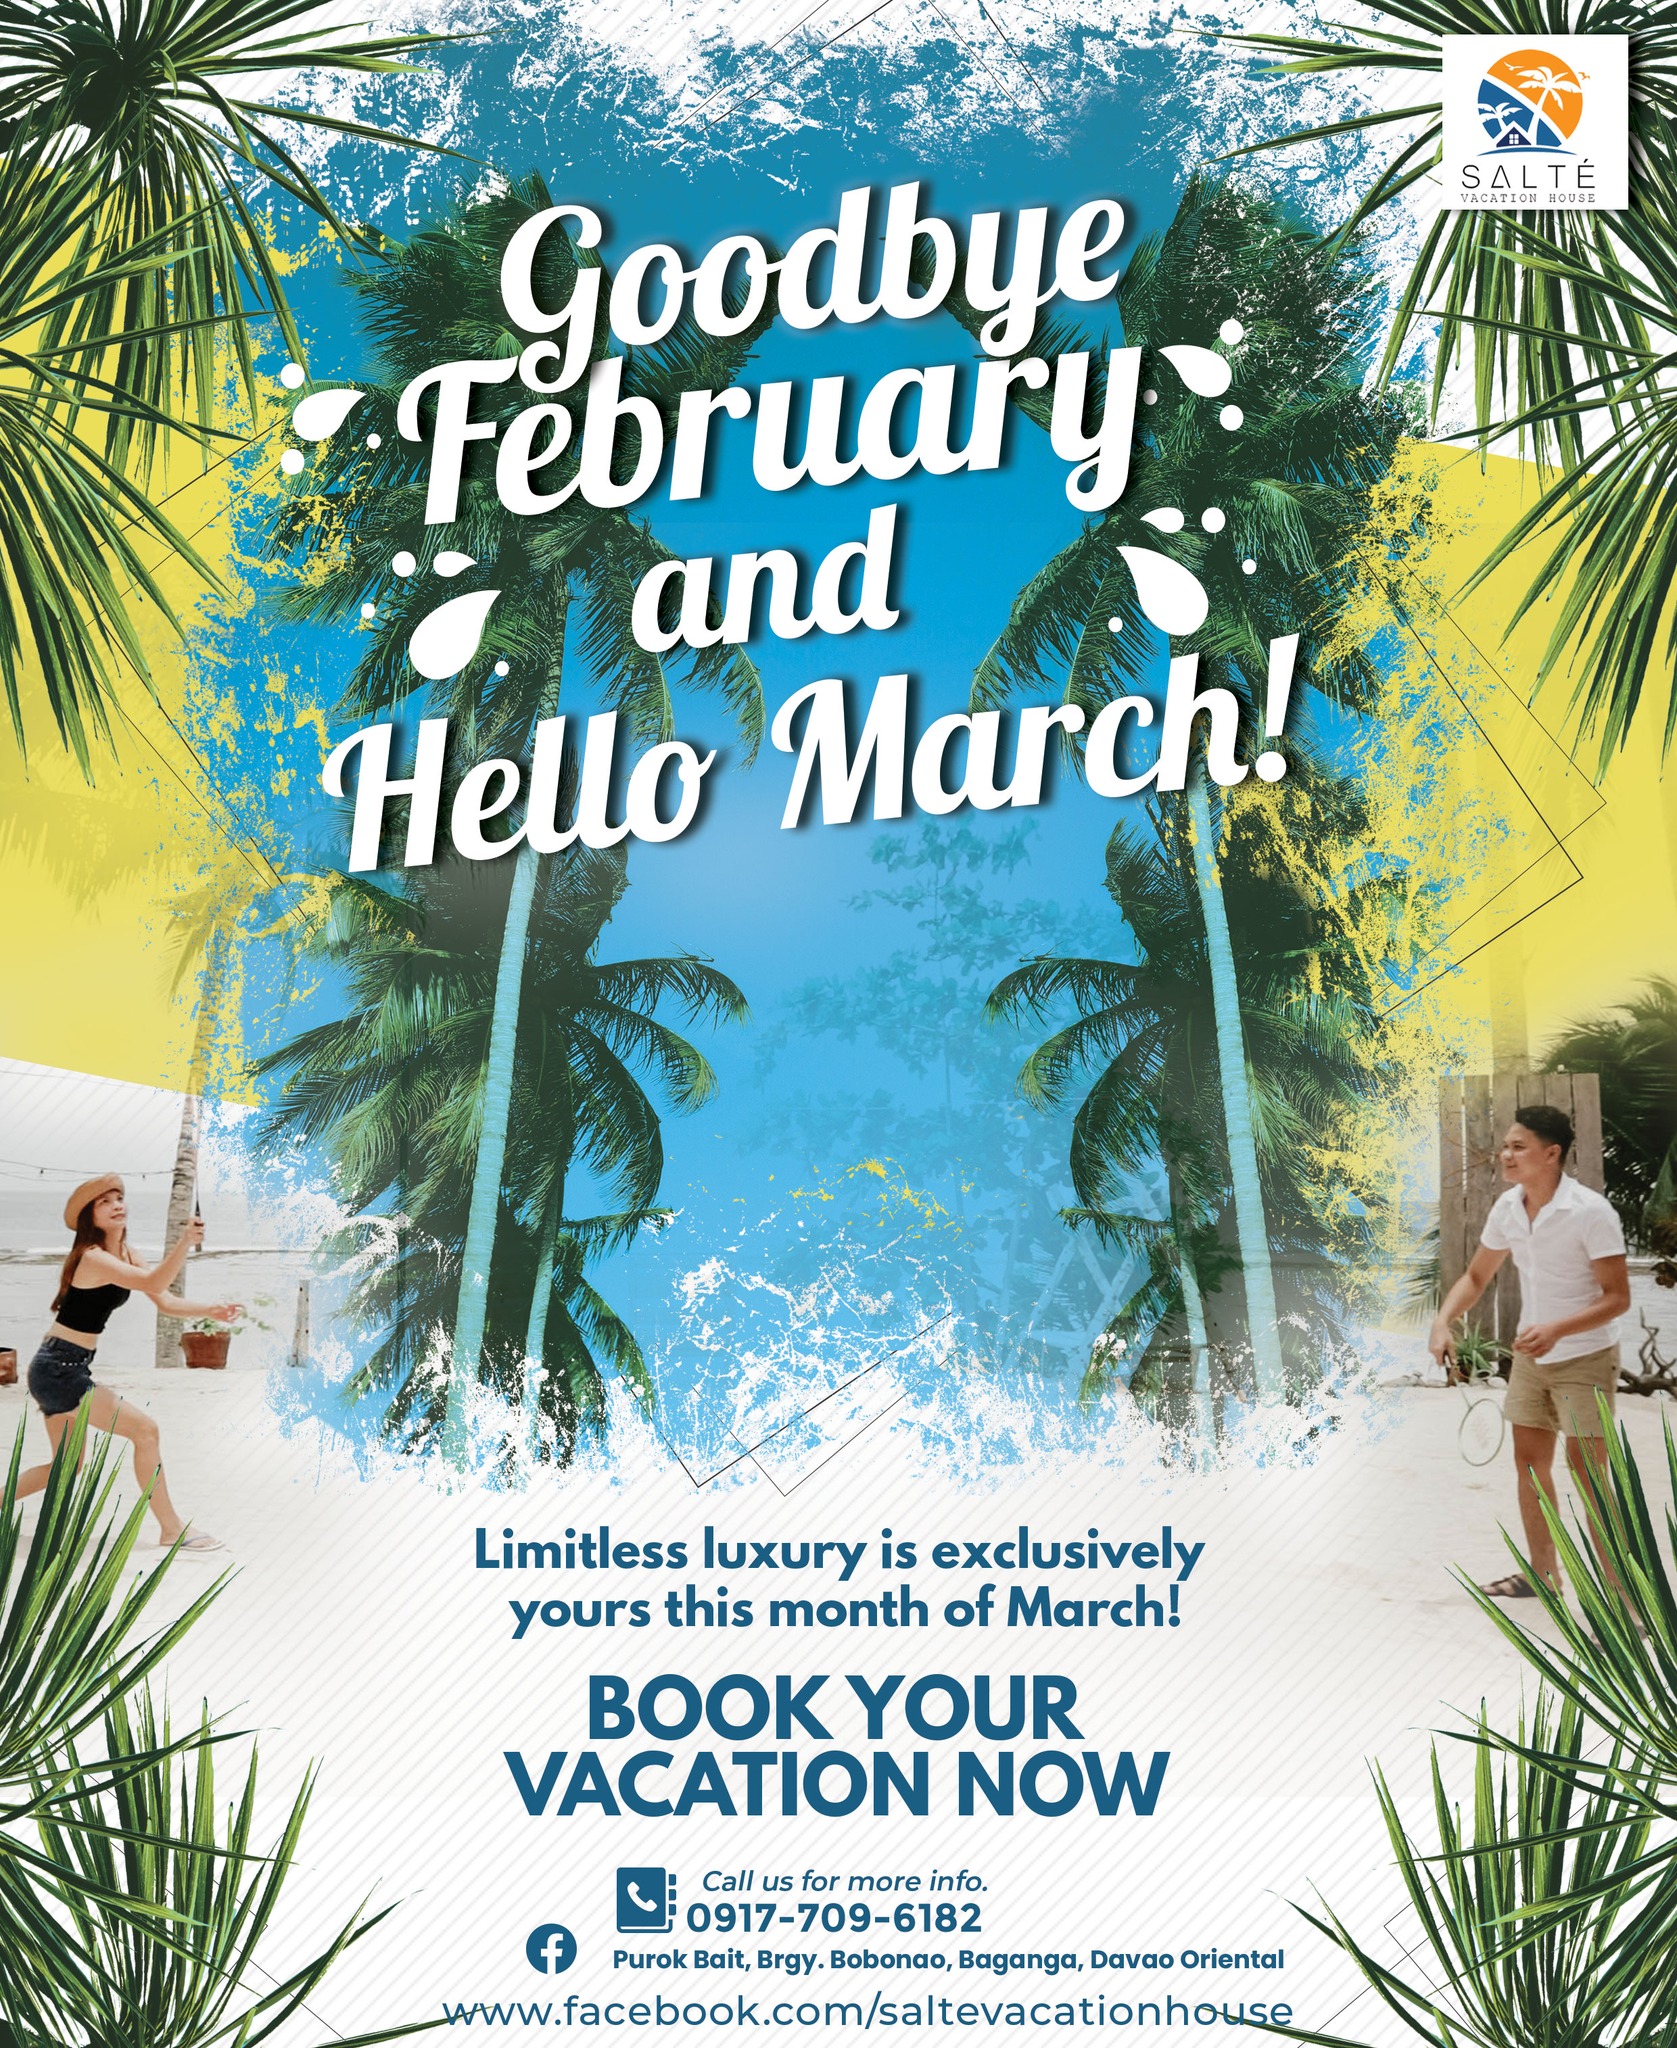 SALTÉ
VACATION HOUSE
Goodbye
February
and
Hello March!
Limitless luxury is exclusively
yours this month of March!
BOOK YOUR
VACATION NOW
Call us for more info.
0917-709-6182
Purok Bait, Brgy. Bobonao, Baganga, Davao Oriental
www.facebook.com/saltevacationhouse